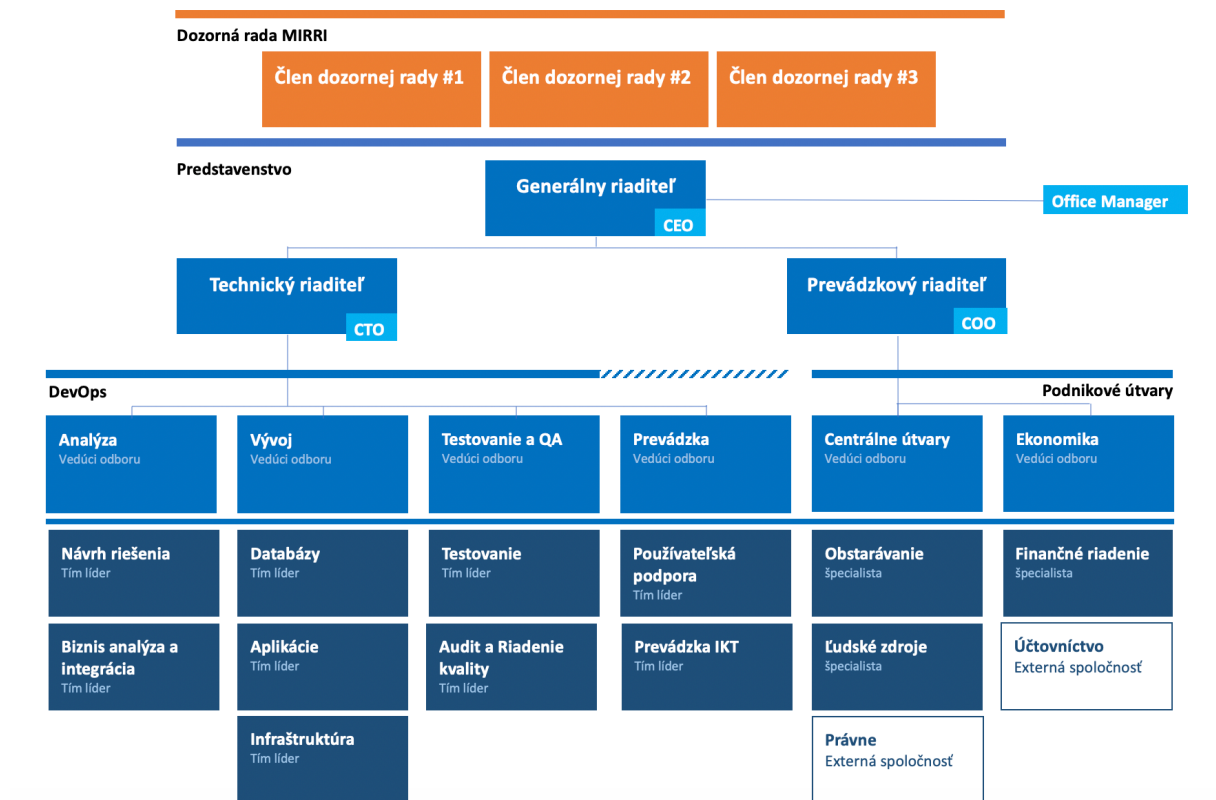 Dozorná rada MIRRI
Člen dozornej rady #1
Člen dozornej rady #2
Člen dozornej rady #3
Predstavenstvo
Generálny riaditeľ
CEO
Office Manager
Technický riaditeľ
CTO
Prevádzkový riaditeľ
COO
DevOps
Podnikové útvary
Analýza
Vedúci odboru
Vývoj
Vedúci odboru
Testovanie a QA
Vedúci odboru
Prevádzka
Vedúci odboru
Centrálne útvary
Vedúci odboru
Ekonomika
Vedúci odboru
Návrh riešenia
Tím líder
Databázy
Tím líder
Testovanie
Tím líder
Používateľská
podpora
Tím líder
Obstarávanie
špecialista
Finančné riadenie
špecialista
Biznis analýza a
integrácia
Tím líder
Aplikácie
Tím líder
Audit a Riadenie
kvality
Tím líder
Prevádzka IKT
Tím líder
Ľudské zdroje
špecialista
Účtovníctvo
Externá spoločnosť
Infraštruktúra
Tím líder
Právne
Externá spoločnosť